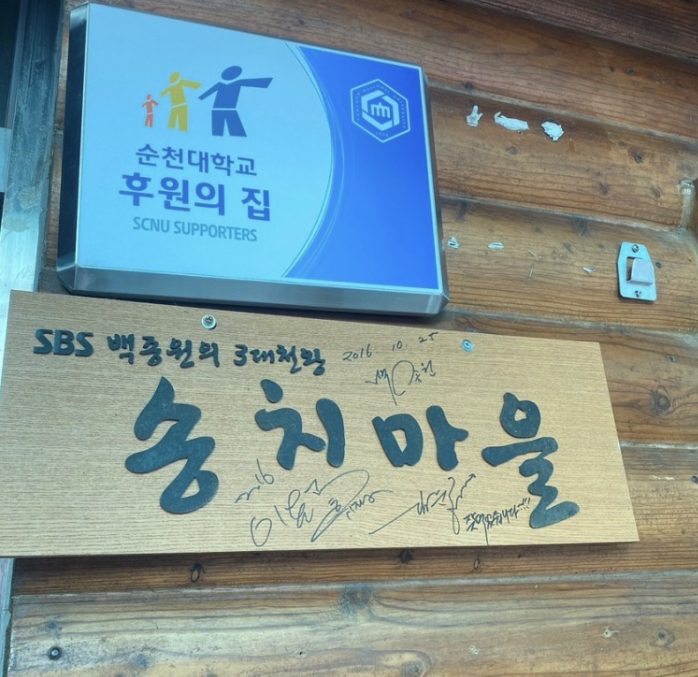 순천대학교
후원의 집
SCNU SUPPORTERS
SBS 백종원의 3대천왕 2016 10. 25
송치마을
2016